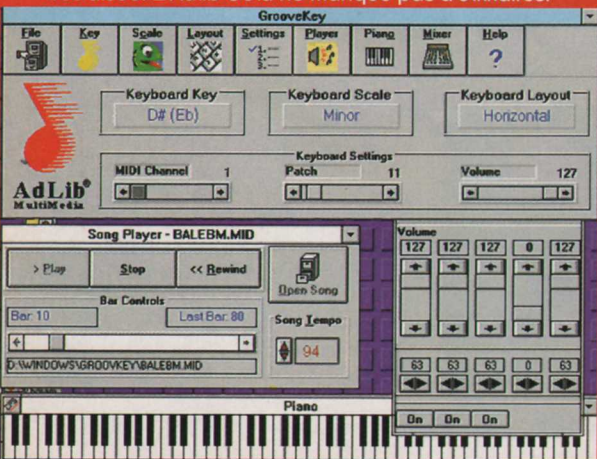 GrooveKey
File Key Scale Layout Settings Player Piano Mixer Help
Keyboard Key Keyboard Scale Keyboard Layout
D# (Eb) Minor Horizontal
Keyboard Settings
MIDI Channel 1 Patch 11 Volume 127
AdLib®
MultiMedia
Song Player - BALEBM.MID
> Play Stop << Rewind
Open Song
Bar Controls
Bar: 10 Last Bar: 80
Song Tempo
94
D:\WINDOWS\GROOVKEY\BALEBM.MID
Volume
127 127 127 0 127
63 63 63 0 63
On On On
Piano